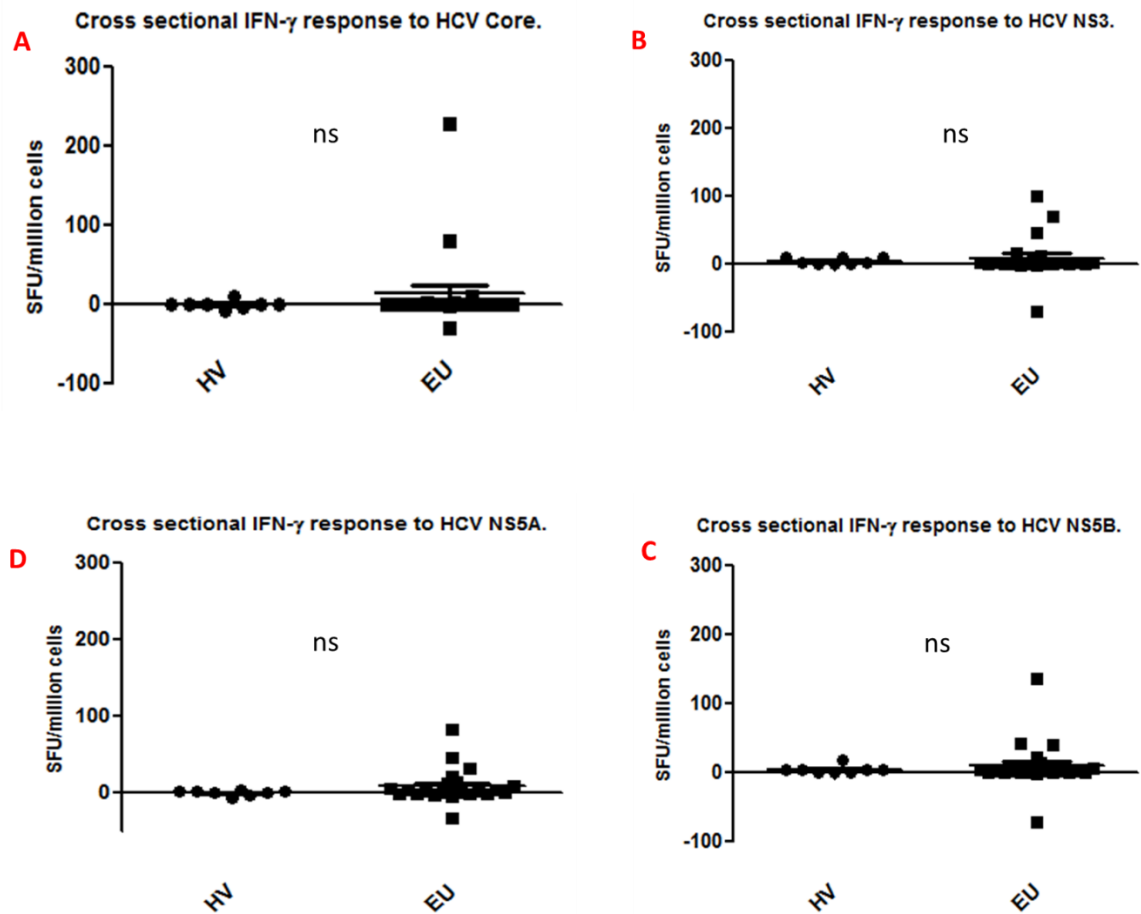 A
Cross sectional IFN-γ response to HCV Core.
300
200
100
0
-100
SFU/million cells
ns
HV
EU
B
Cross sectional IFN-γ response to HCV NS3.
300
200
100
0
-100
SFU/million cells
ns
HV
EU
D
Cross sectional IFN-γ response to HCV NS5A.
300
200
100
0
SFU/million cells
ns
HV
EU
C
Cross sectional IFN-γ response to HCV NS5B.
300
200
100
0
-100
SFU/million cells
ns
HV
EU